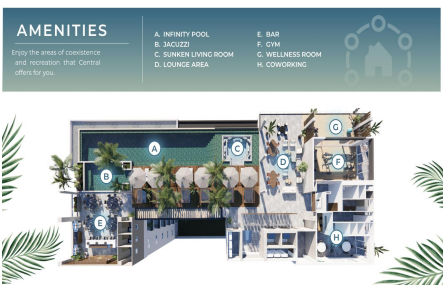 AMENITIES
Enjoy the areas of coexistence
and recreation that Central
offers for you.
A. INFINITY POOL
B. JACUZZI
C. SUNKEN LIVING ROOM
D. LOUNGE AREA
E. BAR
F. GYM
G. WELLNESS ROOM
H. COWORKING
G
A
C
D
F
B
E
H